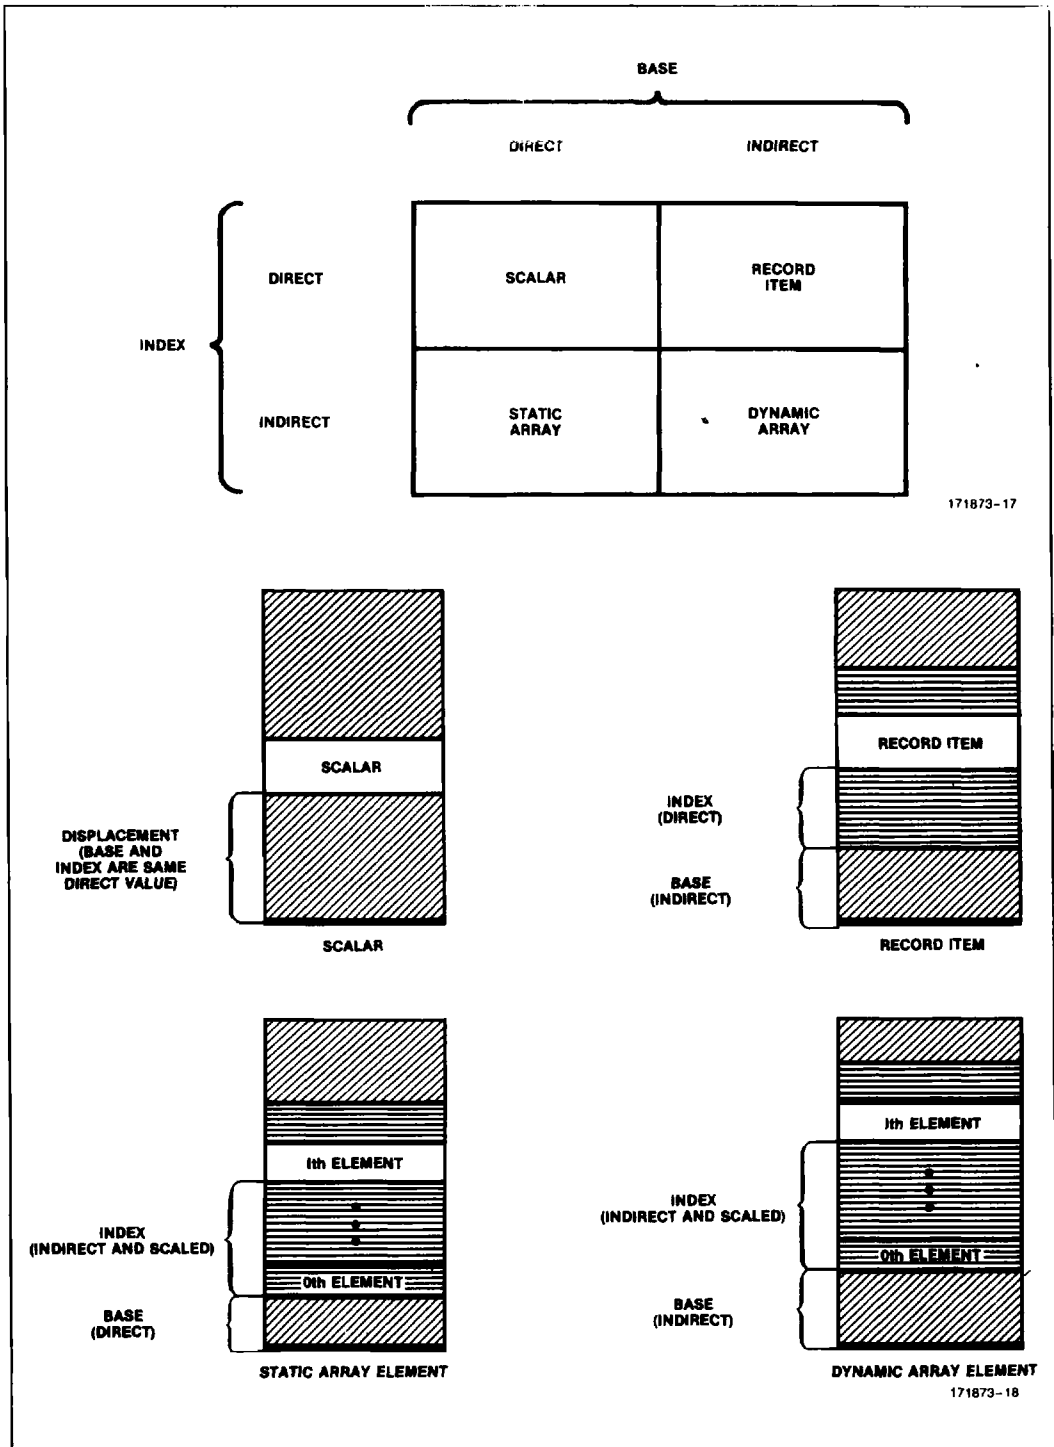 BASE
DIRECT
INDIRECT
INDEX
DIRECT
SCALAR
RECORD
ITEM
INDIRECT
STATIC
ARRAY
DYNAMIC
ARRAY
171873-17
SCALAR
DISPLACEMENT
(BASE AND
INDEX ARE SAME
DIRECT VALUE)
SCALAR
RECORD ITEM
INDEX
(DIRECT)
BASE
(INDIRECT)
RECORD ITEM
Ith ELEMENT
INDEX
(INDIRECT AND SCALED)
0th ELEMENT
BASE
(DIRECT)
STATIC ARRAY ELEMENT
Ith ELEMENT
INDEX
(INDIRECT AND SCALED)
0th ELEMENT
BASE
(INDIRECT)
DYNAMIC ARRAY ELEMENT
171873-18